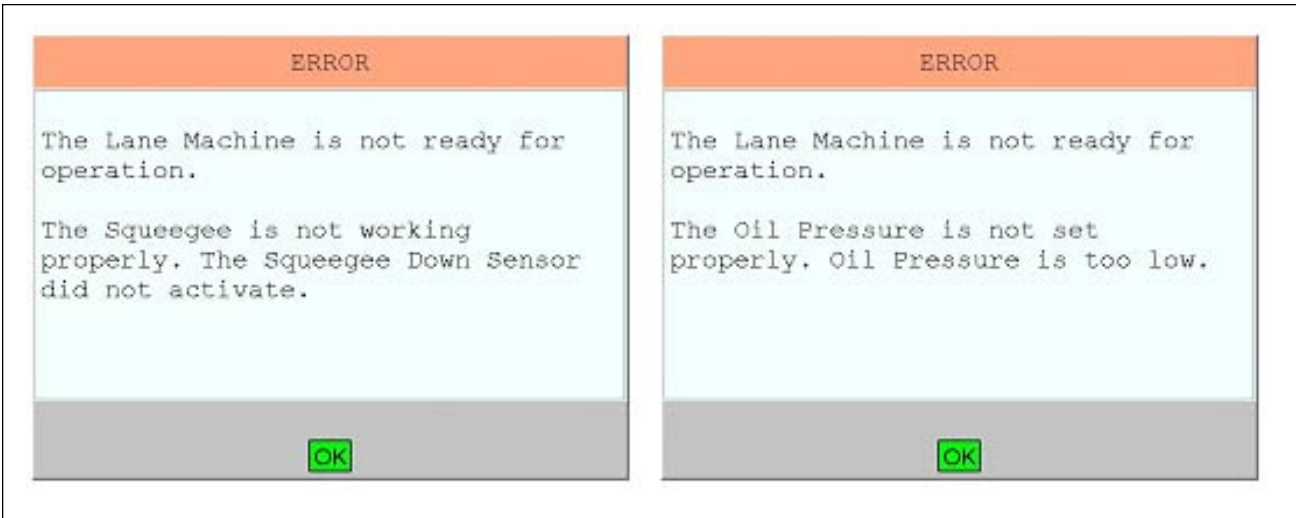 ERROR
The Lane Machine is not ready for
operation.
The Squeegee is not working
properly. The Squeegee Down Sensor
did not activate.
OK
ERROR
The Lane Machine is not ready for
operation.
The Oil Pressure is not set
properly. Oil Pressure is too low.
OK